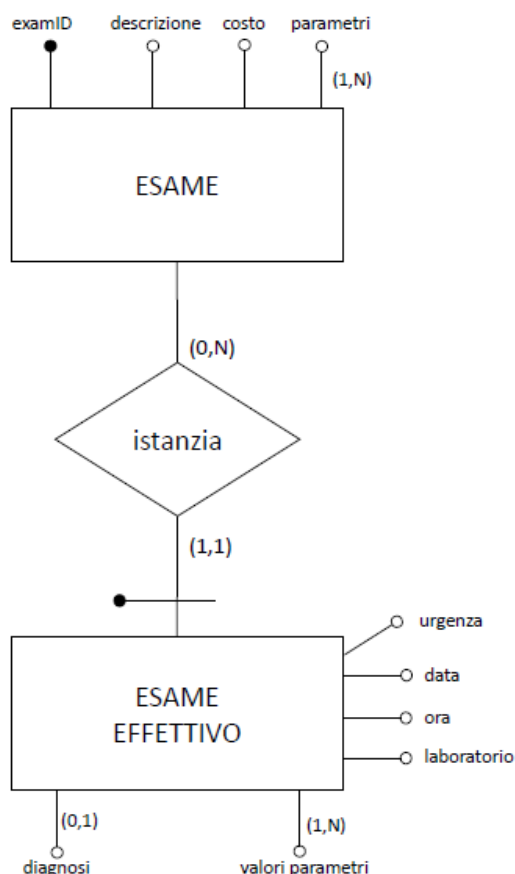 examID descrizione costo parametri
(1,N)
ESAME
(0,N)
istanzia
(1,1)
urgenza
ESAME
EFFETTIVO
data
ora
laboratorio
(0,1) (1,N)
diagnosi valori parametri